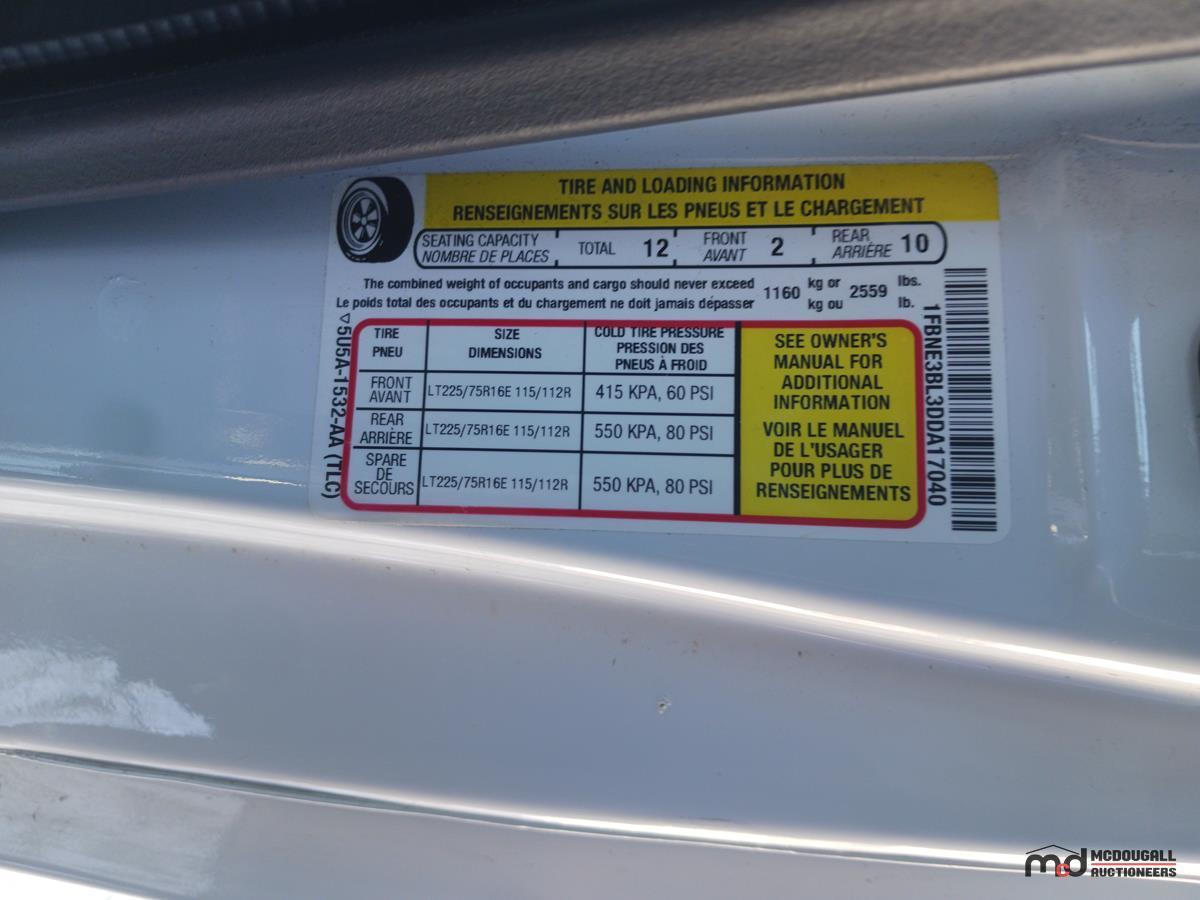 TIRE AND LOADING INFORMATION
RENSEIGNEMENTS SUR LES PNEUS ET LE CHARGEMENT
SEATING CAPACITY TOTAL 12 FRONT 2 REAR 10
NOMBRE DE PLACES AVANT ARRIÈRE
The combined weight of occupants and cargo should never exceed 1160 kg or 2559 lbs.
Le poids total des occupants et du chargement ne doit jamais dépasser kg ou lb.
TIRE SIZE COLD TIRE PRESSURE
PNEU DIMENSIONS PRESSION DES
PNEUS À FROID
FRONT
AVANT LT225/75R16E 115/112R 415 KPA, 60 PSI
REAR
ARRIÈRE LT225/75R16E 115/112R 550 KPA, 80 PSI
SPARE
DE
SECOURS LT225/75R16E 115/112R 550 KPA, 80 PSI
SEE OWNER'S
MANUAL FOR
ADDITIONAL
INFORMATION
VOIR LE MANUEL
DE L'USAGER
POUR PLUS DE
RENSEIGNEMENTS
5U5A-1532-AA (TLC)
1FBNE3BL3DDA17040
mcd MCDOUGALL
AUCTIONEERS